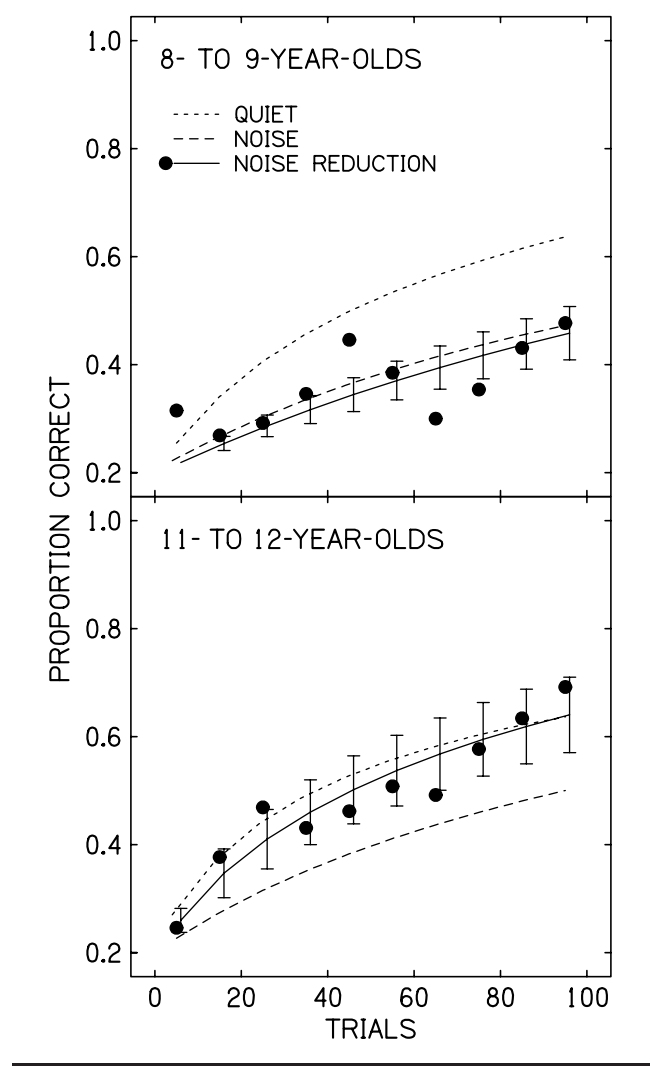 1.0
8- TO 9-YEAR-OLDS
QUIET
NOISE
0.8
NOISE REDUCTION
0.6
0.4
0.2
PROPORTION CORRECT
1.0
11- TO 12-YEAR-OLDS
0.8
0.6
0.4
0.2
0 20 40 60 80 100
TRIALS